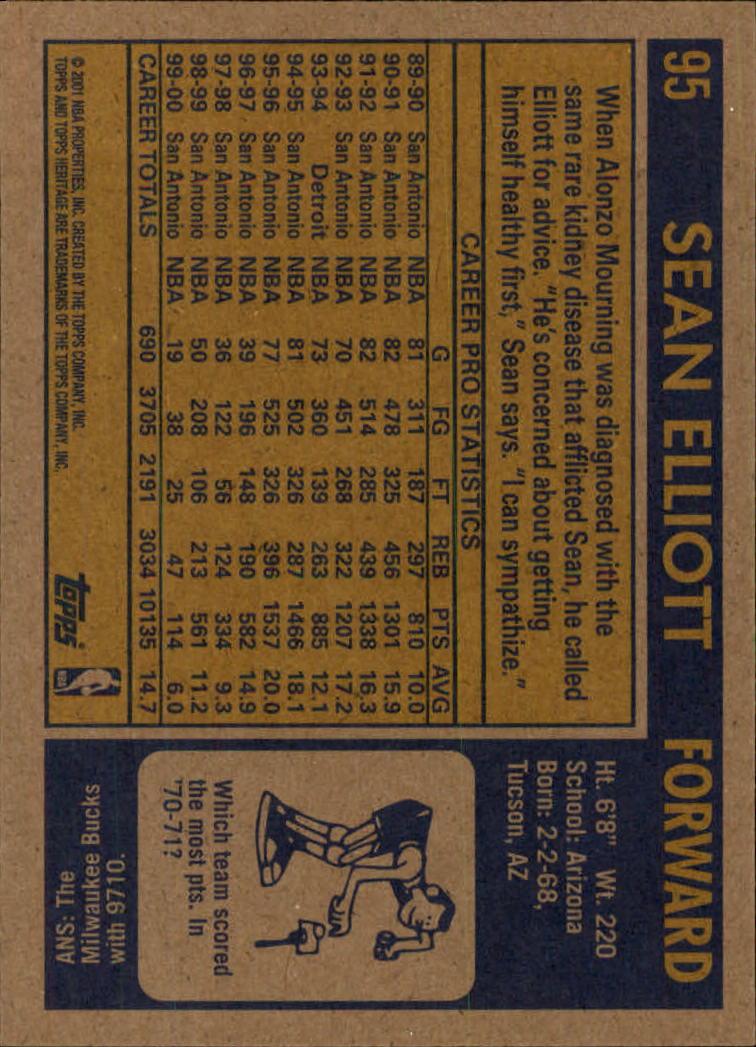 95 SEAN ELLIOTT FORWARD
When Alonzo Mourning was diagnosed with the
same rare kidney disease that afflicted Sean, he called
Elliott for advice. "He's concerned about getting
himself healthy first," Sean says. "I can sympathize."
CAREER PRO STATISTICS
G FG FT REB PTS AVG
89-90 San Antonio NBA 81 311 187 297 810 10.0
90-91 San Antonio NBA 82 478 325 456 1301 15.9
91-92 San Antonio NBA 82 514 285 439 1338 16.3
92-93 San Antonio NBA 70 451 268 322 1207 17.2
93-94 Detroit NBA 73 360 139 263 885 12.1
94-95 San Antonio NBA 81 502 326 287 1466 18.1
95-96 San Antonio NBA 77 525 326 396 1537 20.0
96-97 San Antonio NBA 39 196 148 190 582 14.9
97-98 San Antonio NBA 36 122 56 124 334 9.3
98-99 San Antonio NBA 50 208 106 213 561 11.2
99-00 San Antonio NBA 19 38 25 47 114 6.0
CAREER TOTALS 690 3705 2191 3034 10135 14.7
© 2001 NBA PROPERTIES, INC. CREATED BY THE TOPPS COMPANY, INC.
TOPPS AND TOPPS HERITAGE ARE TRADEMARKS OF THE TOPPS COMPANY, INC.
Topps
NBA
Ht. 6'8" Wt. 220
School: Arizona
Born: 2-2-68,
Tucson, AZ
Which team scored
the most pts. In
'70-71?
ANS: The
Milwaukee Bucks
with 9710.